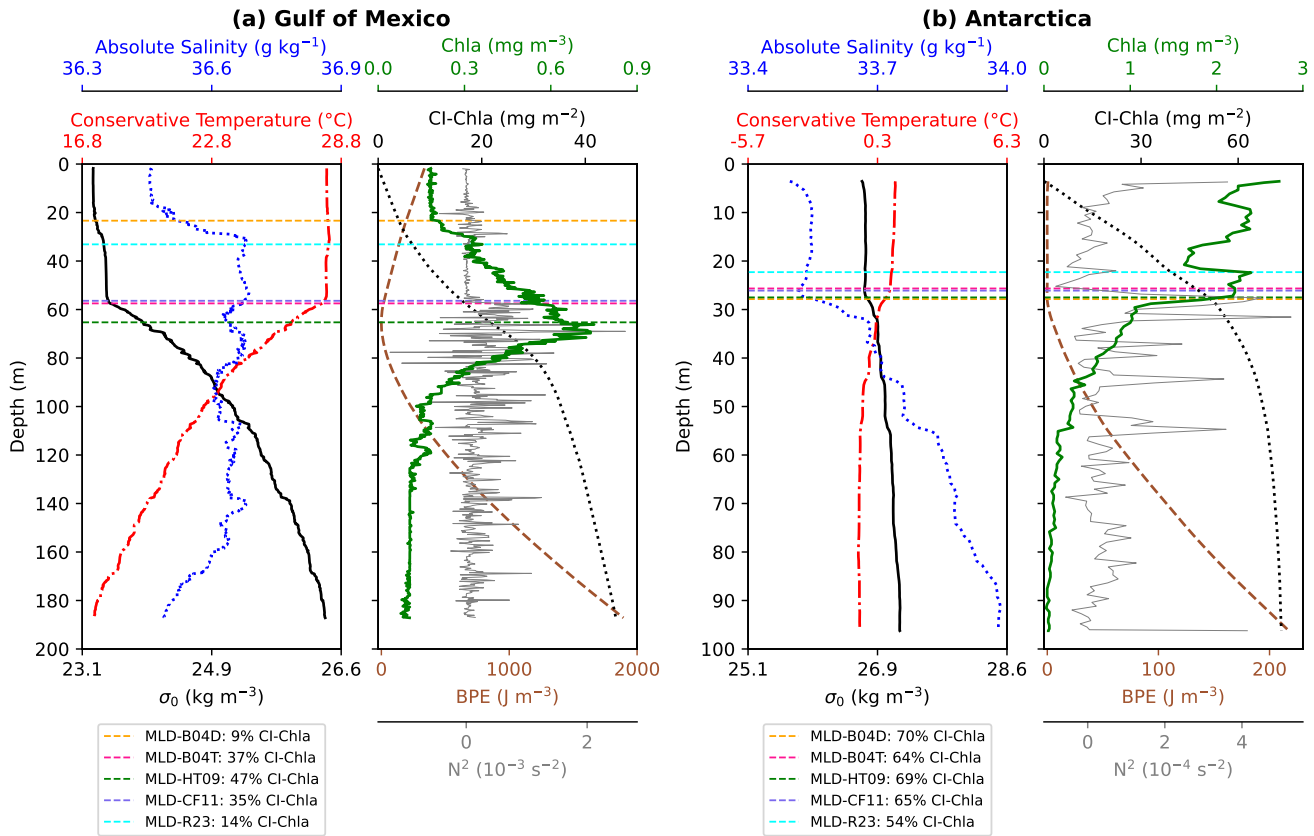 (a) Gulf of Mexico
Absolute Salinity (g kg⁻¹)
36.3 36.6 36.9
Chla (mg m⁻³)
0.0 0.3 0.6 0.9
Conservative Temperature (°C)
16.8 22.8 28.8
CI-Chla (mg m⁻²)
0 20 40
Depth (m)
0
20
40
60
80
100
120
140
160
180
200
23.1 24.9 26.6
σ₀ (kg m⁻³)
0 1000 2000
BPE (J m⁻³)
0 2
N² (10⁻³ s⁻²)
MLD-B04D: 9% CI-Chla
MLD-B04T: 37% CI-Chla
MLD-HT09: 47% CI-Chla
MLD-CF11: 35% CI-Chla
MLD-R23: 14% CI-Chla
(b) Antarctica
Absolute Salinity (g kg⁻¹)
33.4 33.7 34.0
Chla (mg m⁻³)
0 1 2 3
Conservative Temperature (°C)
-5.7 0.3 6.3
CI-Chla (mg m⁻²)
0 30 60
Depth (m)
0
10
20
30
40
50
60
70
80
90
100
25.1 26.9 28.6
σ₀ (kg m⁻³)
0 100 200
BPE (J m⁻³)
0 2 4
N² (10⁻⁴ s⁻²)
MLD-B04D: 70% CI-Chla
MLD-B04T: 64% CI-Chla
MLD-HT09: 69% CI-Chla
MLD-CF11: 65% CI-Chla
MLD-R23: 54% CI-Chla